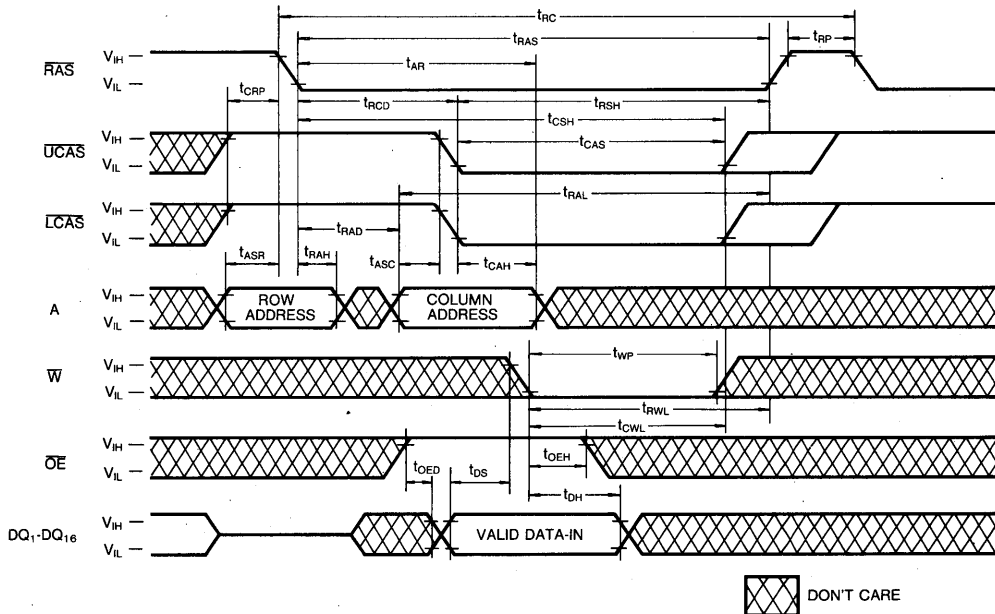 tRC
tRAS
tRP
RAS
VIH
VIL
tAR
tCRP
tRCD
tRSH
tCSH
UCAS
VIH
VIL
tCAS
tRAL
LCAS
VIH
VIL
tRAD
tASR
tRAH
tASC
tCAH
A
VIH
VIL
ROW ADDRESS
COLUMN ADDRESS
W
VIH
VIL
tWP
tRWL
tCWL
OE
VIH
VIL
tOED
tDS
tOEH
tDH
DQ1-DQ16
VIH
VIL
VALID DATA-IN
DON'T CARE